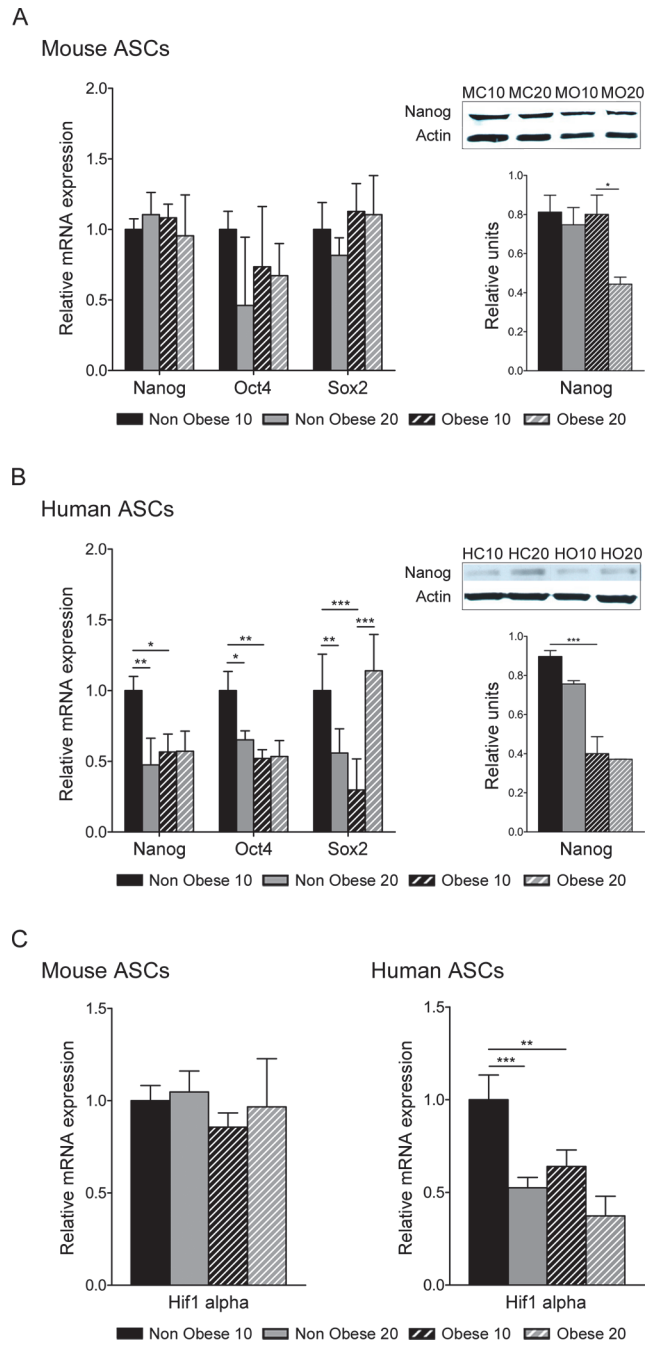 A
Mouse ASCs
Relative mRNA expression
2.0
1.5
1.0
0.5
0.0
Nanog Oct4 Sox2
MC10 MC20 MO10 MO20
Nanog
Actin
Relative units
1.0
0.8
0.6
0.4
0.2
0.0
*
Nanog
Non Obese 10 Non Obese 20 Obese 10 Obese 20
B
Human ASCs
Relative mRNA expression
2.0
1.5
1.0
0.5
0.0
*
**
**
*
***
**
***
Nanog Oct4 Sox2
HC10 HC20 HO10 HO20
Nanog
Actin
Relative units
1.0
0.8
0.6
0.4
0.2
0.0
***
Nanog
Non Obese 10 Non Obese 20 Obese 10 Obese 20
C
Mouse ASCs
Relative mRNA expression
1.5
1.0
0.5
0.0
Hif1 alpha
Human ASCs
Relative mRNA expression
1.5
1.0
0.5
0.0
**
***
Hif1 alpha
Non Obese 10 Non Obese 20 Obese 10 Obese 20